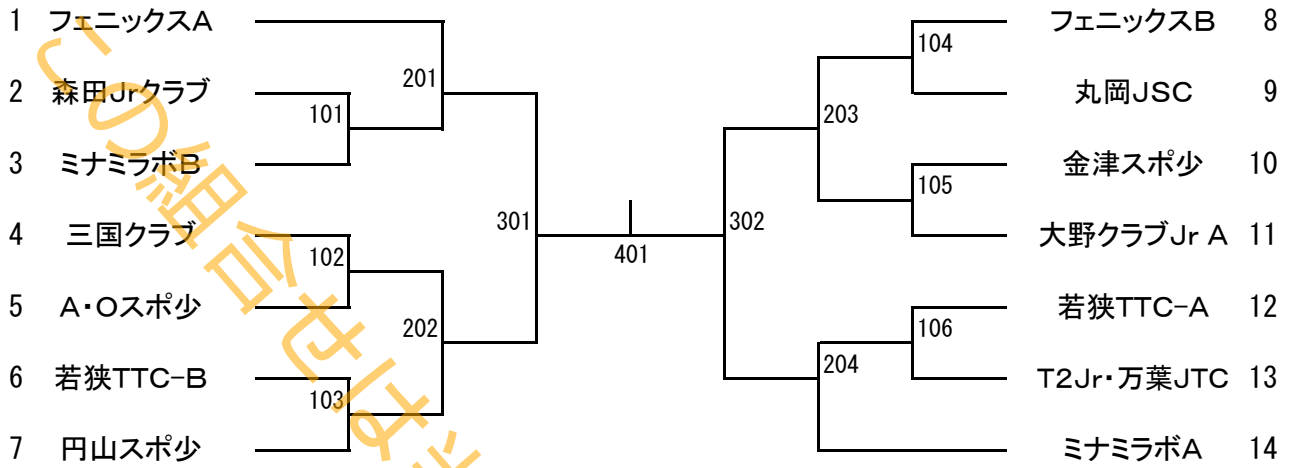 1 フェニックスA
2 森田Jrクラブ
3 ミナミラボB
4 三国クラブ
5 A・Oスポ少
6 若狭TTC-B
7 円山スポ少
101
102
103
201
202
301
401
302
203
204
104
105
106
フェニックスB 8
丸岡JSC 9
金津スポ少 10
大野クラブJr A 11
若狭TTC-A 12
T2Jr・万葉JTC 13
ミナミラボA 14
この組合せは